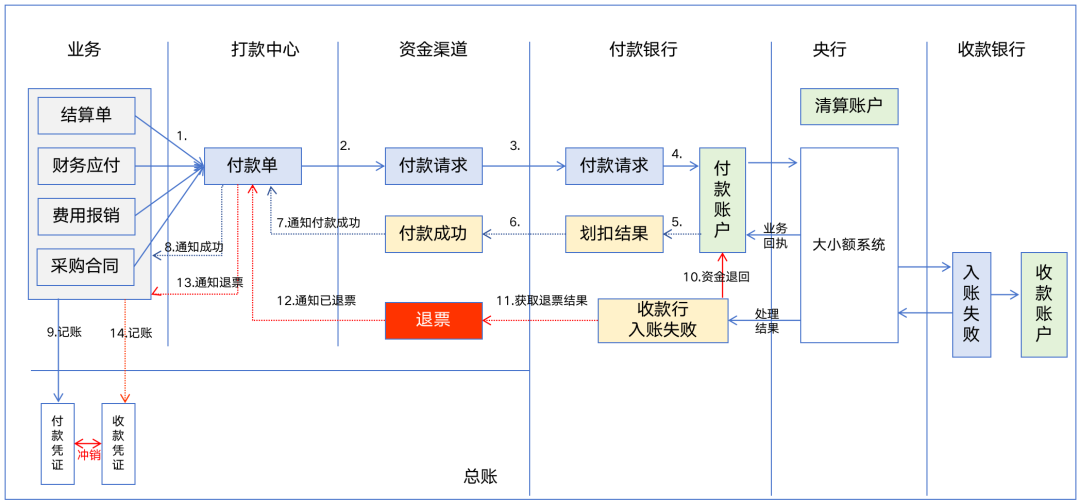 业务
打款中心
资金渠道
付款银行
央行
收款银行
结算单
财务应付
费用报销
采购合同
1.
付款单
2.
付款请求
3.
付款请求
4.
付款账户
清算账户
大小额系统
业务
回执
5.
划扣结果
6.
付款成功
7.通知付款成功
8.通知成功
13.通知退票
12.通知已退票
退票
11.获取退票结果
收款行
入账失败
10.资金退回
处理
结果
入账失败
收款账户
9.记账
14.记账
付款凭证
冲销
收款凭证
总账